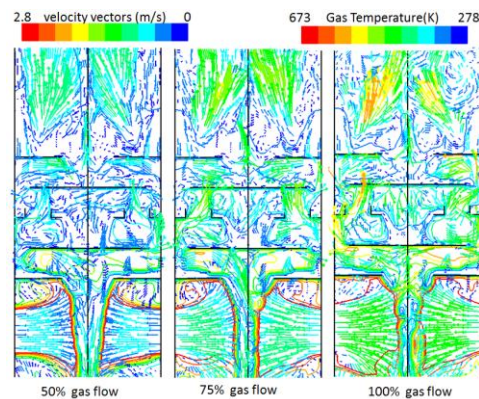 2.8 velocity vectors (m/s) 0
673 Gas Temperature(K) 278
50% gas flow
75% gas flow
100% gas flow